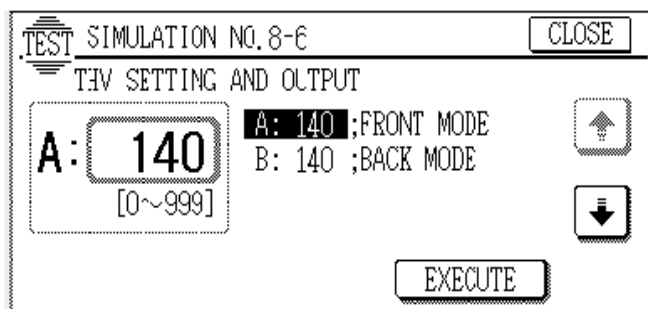 TEST SIMULATION NO.8-6 CLOSE
THV SETTING AND OUTPUT
A: 140 ;FRONT MODE
B: 140 ;BACK MODE
A: 140
[0～999]
EXECUTE